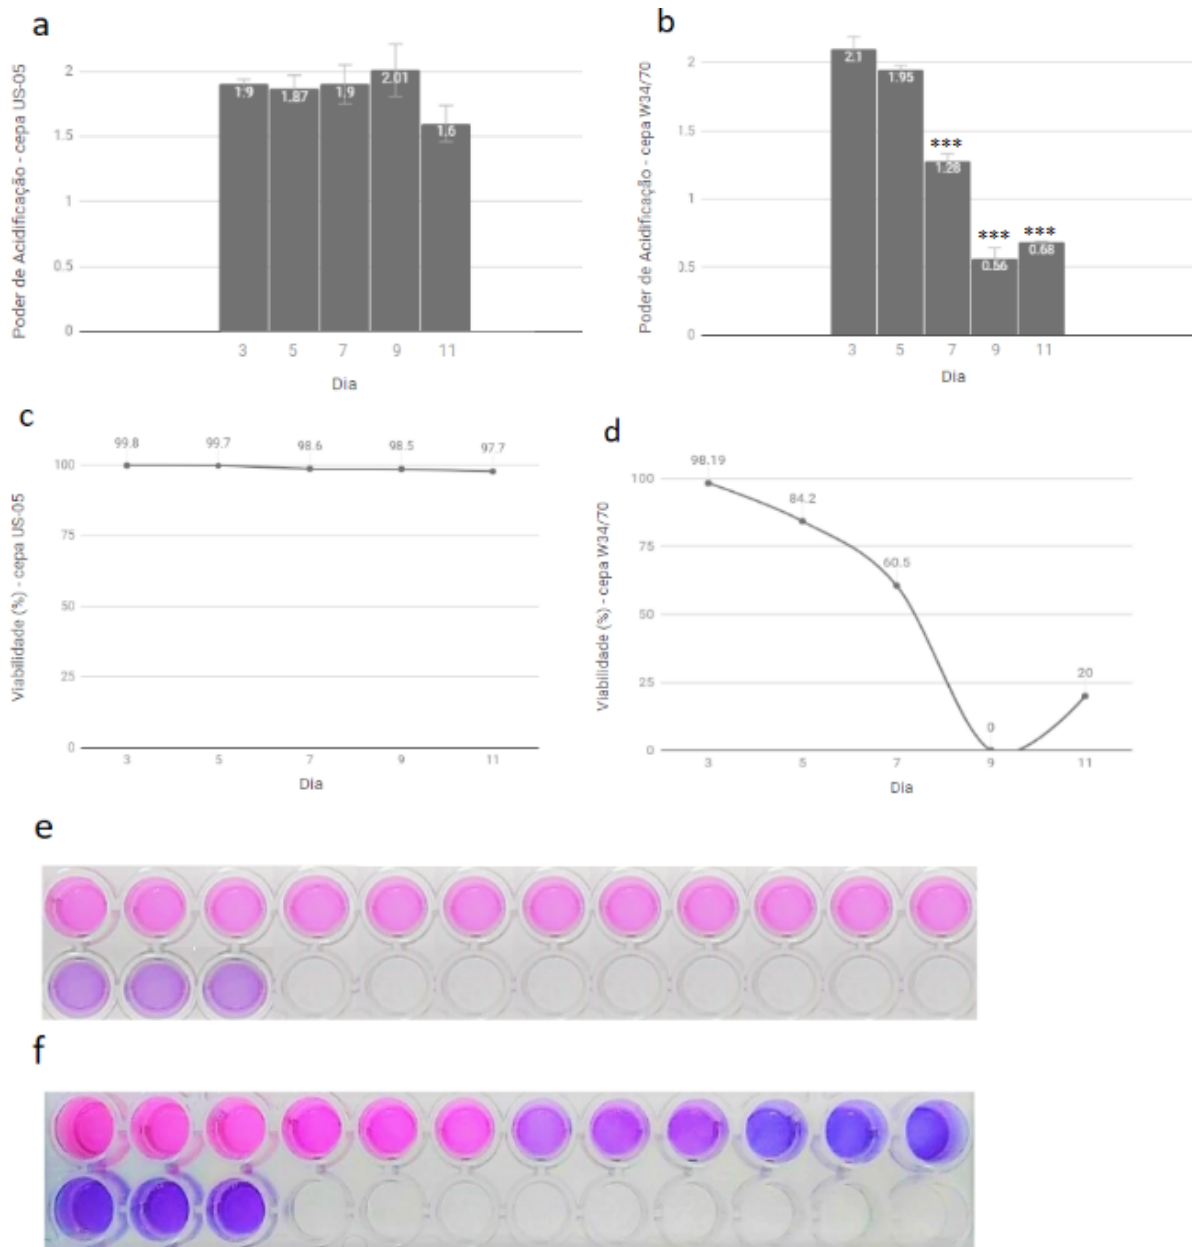 a
Poder de Acidificação - cepa US-05
2
1.5
1
0.5
0
1.9
1.87
1.9
2.01
1.6
3 5 7 9 11
Dia
b
Poder de Acidificação - cepa W34/70
2
1.5
1
0.5
0
2.1
1.95
***
1.28
***
0.56
***
0.68
3 5 7 9 11
Dia
c
Viabilidade (%) - cepa US-05
100
75
50
25
0
99.8 99.7 98.6 98.5 97.7
3 5 7 9 11
Dia
d
Viabilidade (%) - cepa W34/70
100
75
50
25
0
98.19
84.2
60.5
0
20
3 5 7 9 11
Dia
e
f